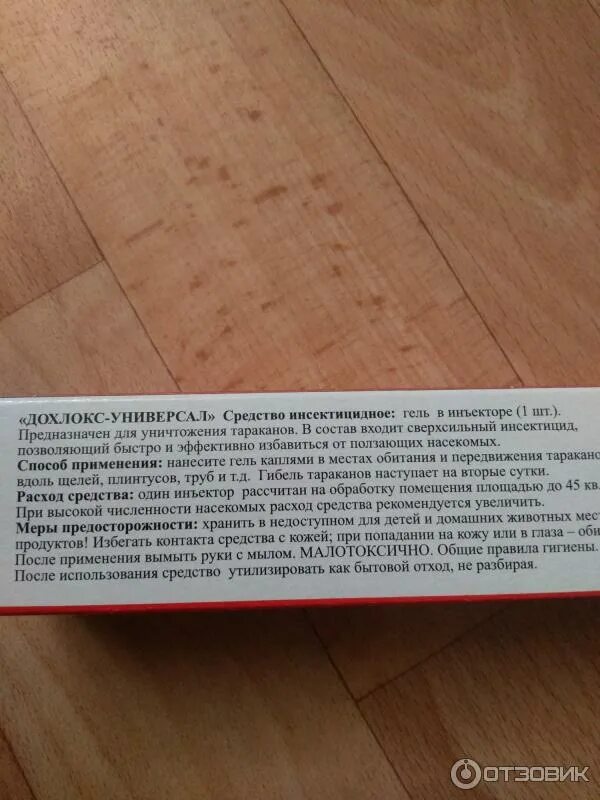 «ДОХЛОКС-УНИВЕРСАЛ» Средство инсектицидное: гель в инъекторе (1 шт.).
Предназначен для уничтожения тараканов. В состав входит сверхсильный инсектицид,
позволяющий быстро и эффективно избавиться от ползающих насекомых.
Способ применения: нанесите гель каплями в местах обитания и передвижения таракано
вдоль щелей, плинтусов, труб и т.д. Гибель тараканов наступает на вторые сутки.
Расход средства: один инъектор рассчитан на обработку помещения площадью до 45 кв.
При высокой численности насекомых расход средства рекомендуется увеличить.
Меры предосторожности: хранить в недоступном для детей и домашних животных мес
продуктов! Избегать контакта средства с кожей; при попадании на кожу или в глаза – оби
После применения вымыть руки с мылом. МАЛОТОКСИЧНО. Общие правила гигиены.
После использования средство утилизировать как бытовой отход, не разбирая.
ОТЗОВИК